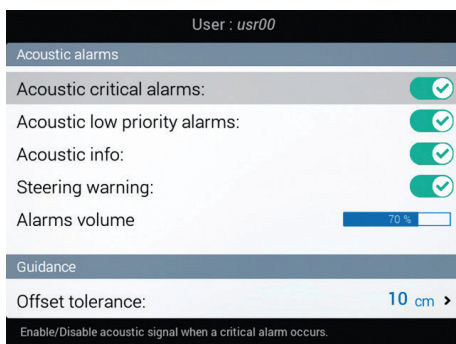 User : usr00
Acoustic alarms
Acoustic critical alarms:
Acoustic low priority alarms:
Acoustic info:
Steering warning:
Alarms volume 70 %
Guidance
Offset tolerance: 10 cm >
Enable/Disable acoustic signal when a critical alarm occurs.